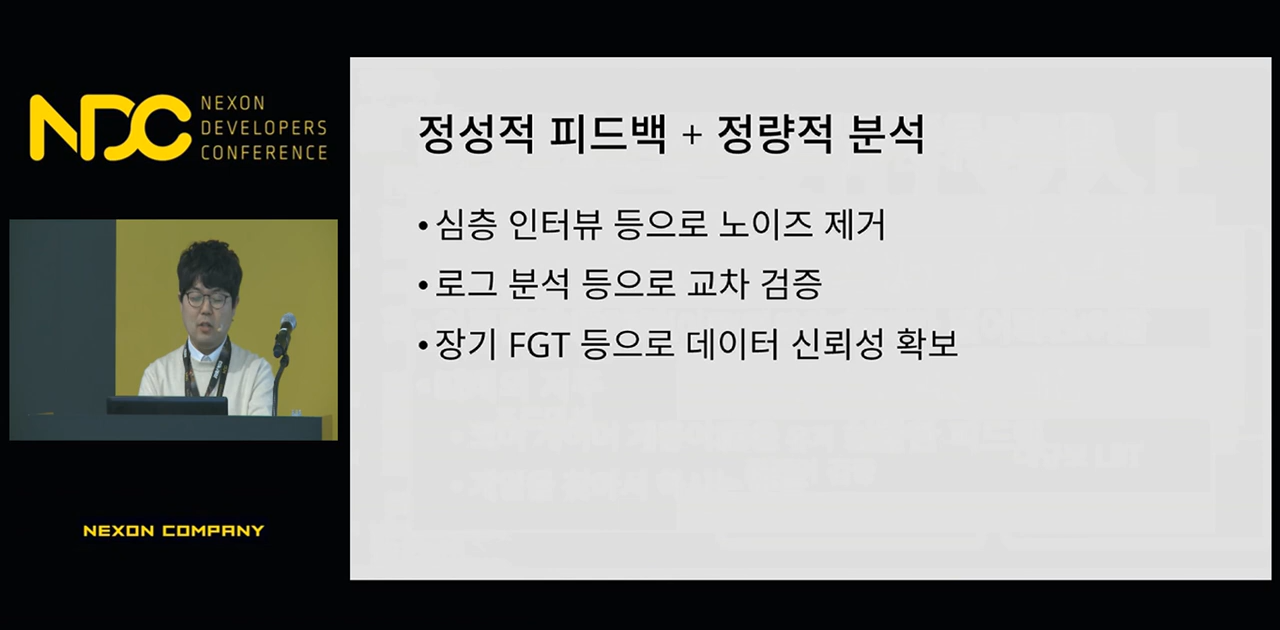 NDC
NEXON
DEVELOPERS
CONFERENCE
정성적 피드백 + 정량적 분석
• 심층 인터뷰 등으로 노이즈 제거
• 로그 분석 등으로 교차 검증
• 장기 FGT 등으로 데이터 신뢰성 확보
NEXON COMPANY